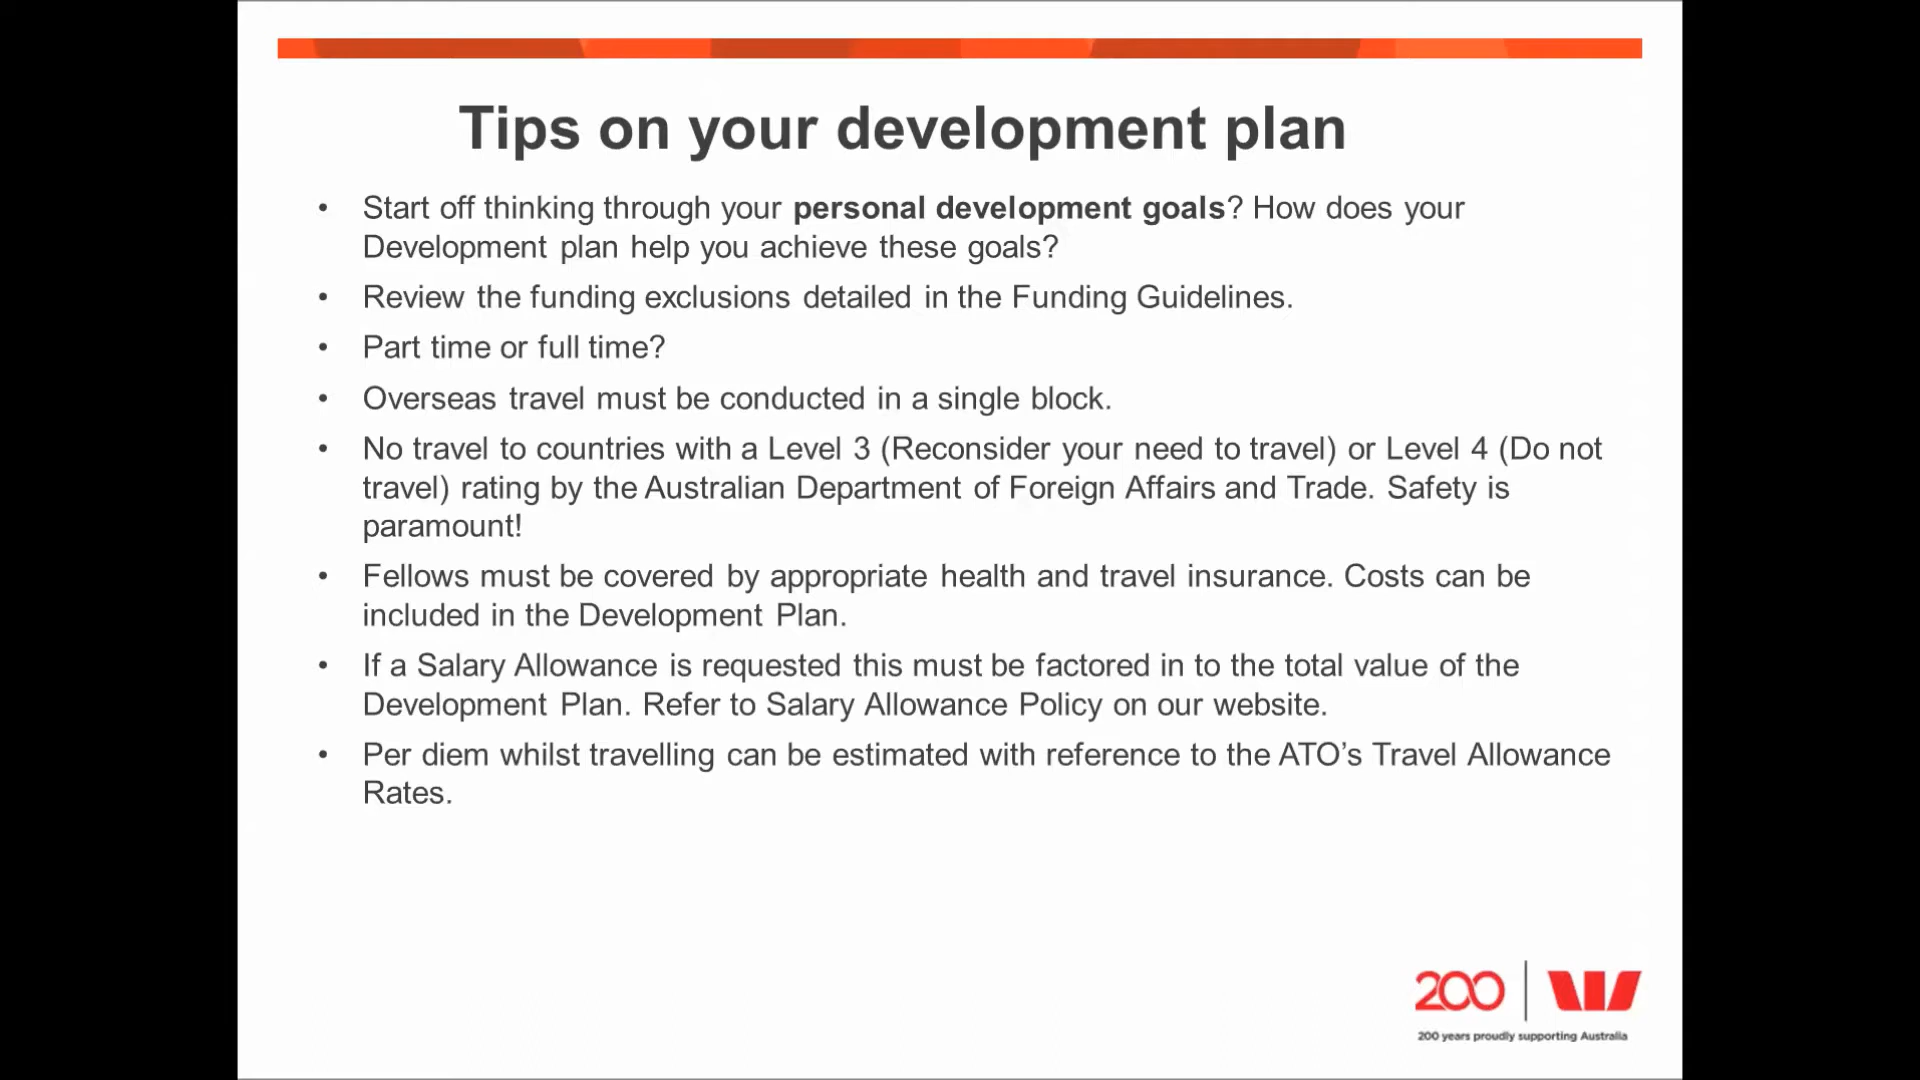 Tips on your development plan
• Start off thinking through your personal development goals? How does your
Development plan help you achieve these goals?
• Review the funding exclusions detailed in the Funding Guidelines.
• Part time or full time?
• Overseas travel must be conducted in a single block.
• No travel to countries with a Level 3 (Reconsider your need to travel) or Level 4 (Do not
travel) rating by the Australian Department of Foreign Affairs and Trade. Safety is
paramount!
• Fellows must be covered by appropriate health and travel insurance. Costs can be
included in the Development Plan.
• If a Salary Allowance is requested this must be factored in to the total value of the
Development Plan. Refer to Salary Allowance Policy on our website.
• Per diem whilst travelling can be estimated with reference to the ATO’s Travel Allowance
Rates.
200
200 years proudly supporting Australia